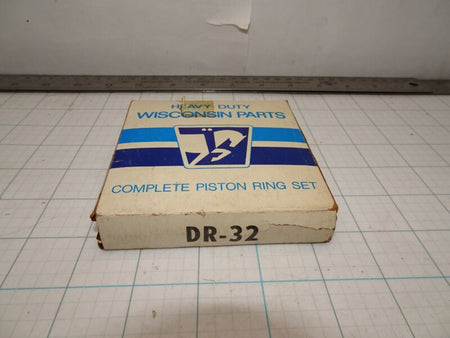 HEAVY DUTY
WISCONSIN PARTS
COMPLETE PISTON RING SET
DR-32